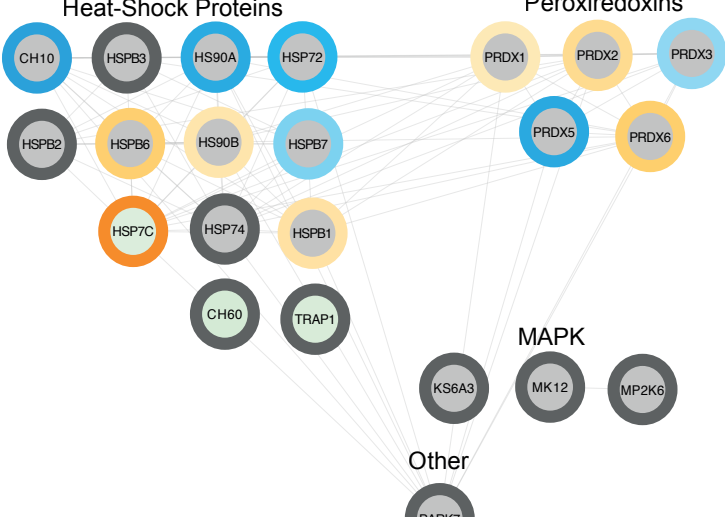 Heat-Shock Proteins
Peroxiredoxins
CH10
HSPB3
HS90A
HSP72
PRDX1
PRDX2
PRDX3
HSPB2
HSPB6
HS90B
HSPB7
PRDX5
PRDX6
HSP7C
HSP74
HSPB1
CH60
TRAP1
MAPK
KS6A3
MK12
MP2K6
Other
PARK7